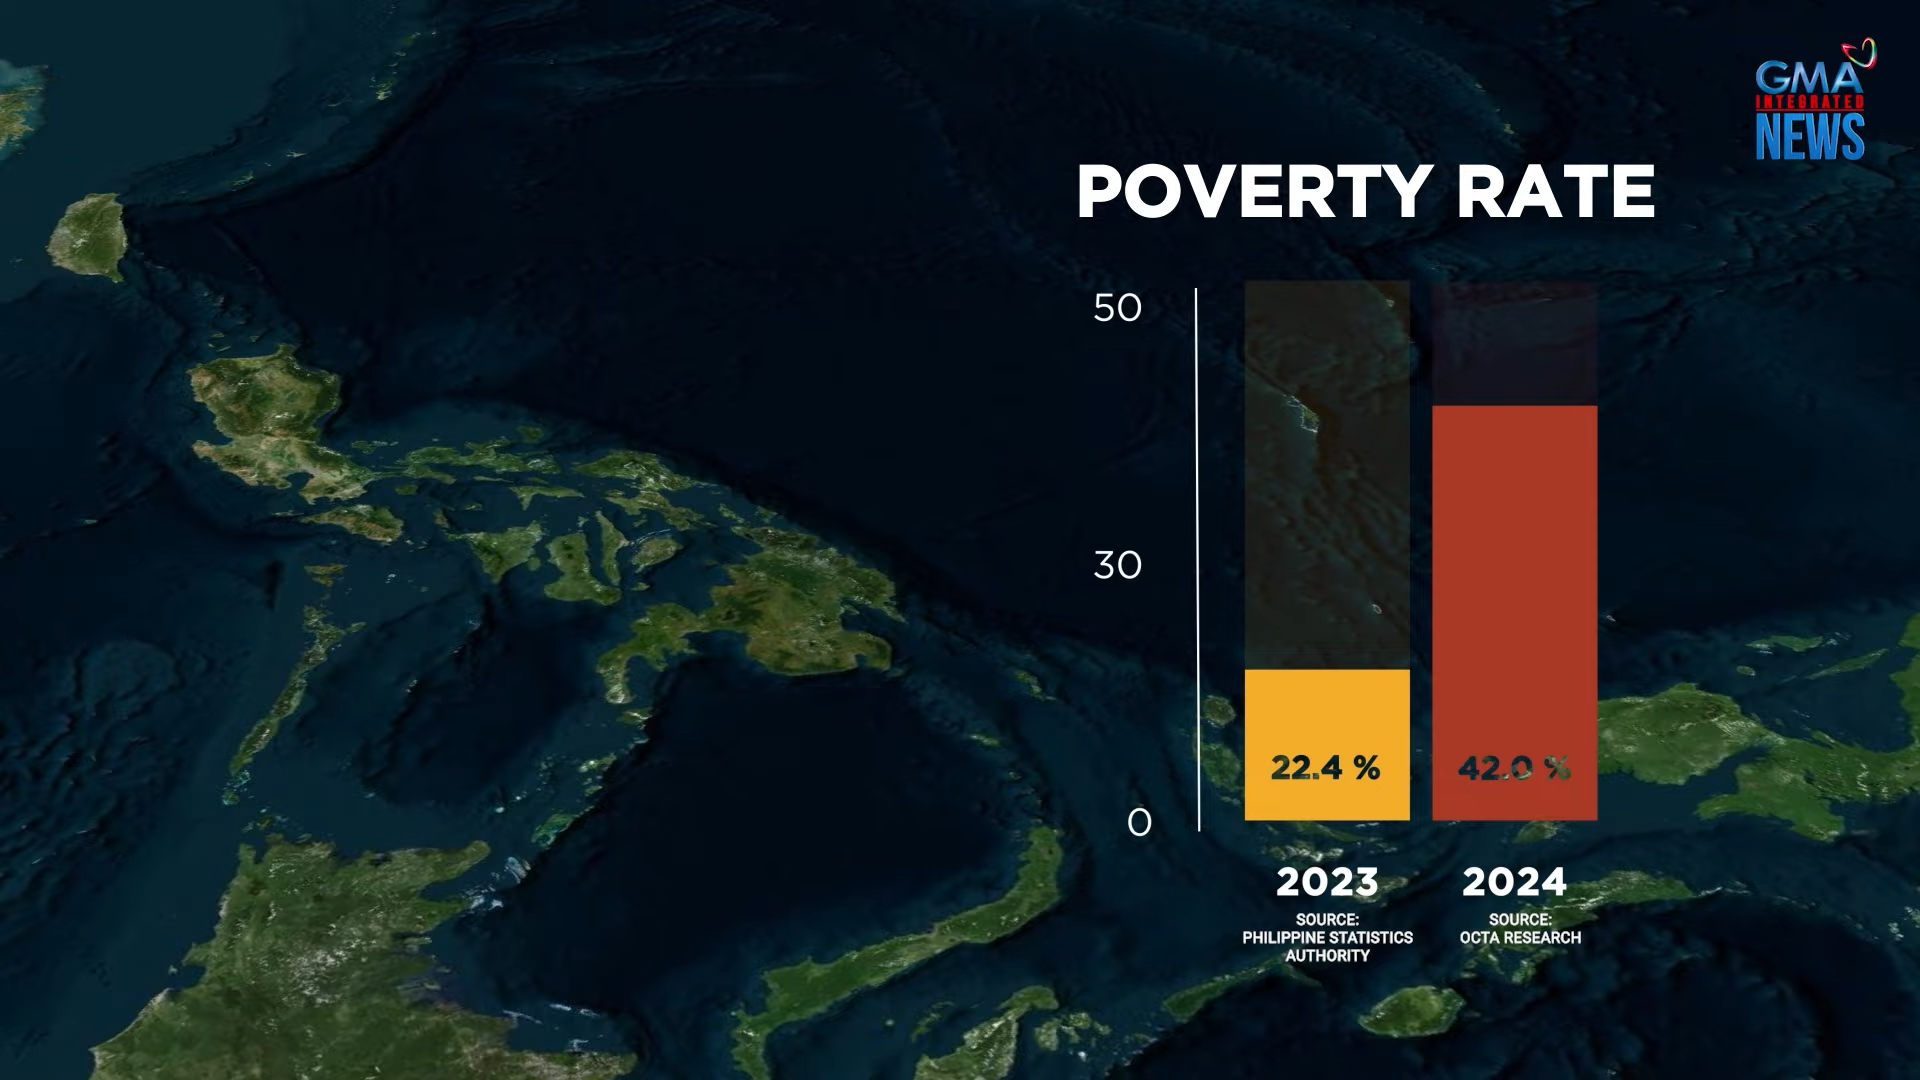 GMA
INTEGRATED
NEWS
POVERTY RATE
50
30
0
22.4 %
42.0 %
2023
2024
SOURCE:
PHILIPPINE STATISTICS
AUTHORITY
SOURCE:
OCTA RESEARCH